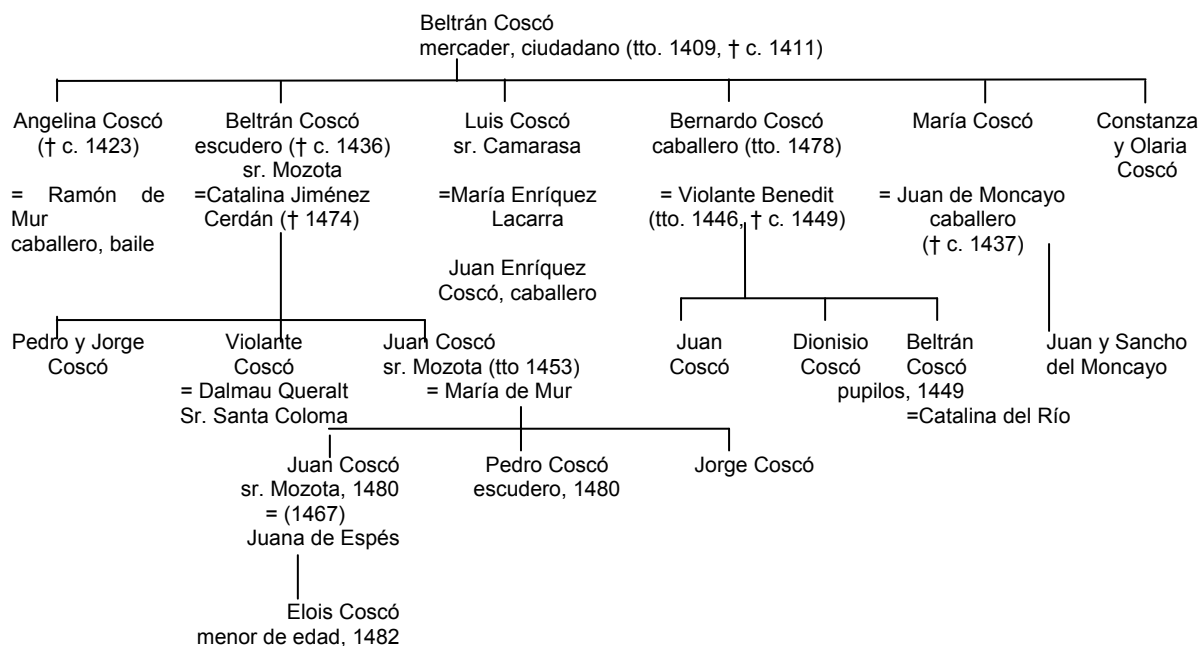 Beltrán Coscó
mercader, ciudadano (tto. 1409, † c. 1411)
Angelina Coscó
(† c. 1423)
= Ramón de
Mur
caballero, baile
Beltrán Coscó
escudero († c. 1436)
sr. Mozota
=Catalina Jiménez
Cerdán († 1474)
Luis Coscó
sr. Camarasa
=María Enríquez
Lacarra
Juan Enríquez
Coscó, caballero
Bernardo Coscó
caballero (tto. 1478)
= Violante Benedit
(tto. 1446, † c. 1449)
María Coscó
= Juan de Moncayo
caballero
(† c. 1437)
Constanza
y Olaria
Coscó
Pedro y Jorge
Coscó
Violante
Coscó
= Dalmau Queralt
Sr. Santa Coloma
Juan Coscó
sr. Mozota (tto 1453)
= María de Mur
Juan
Coscó
Dionisio
Coscó
Beltrán
Coscó
pupilos, 1449
=Catalina del Río
Juan y Sancho
del Moncayo
Juan Coscó
sr. Mozota, 1480
= (1467)
Juana de Espés
Pedro Coscó
escudero, 1480
Jorge Coscó
Elois Coscó
menor de edad, 1482